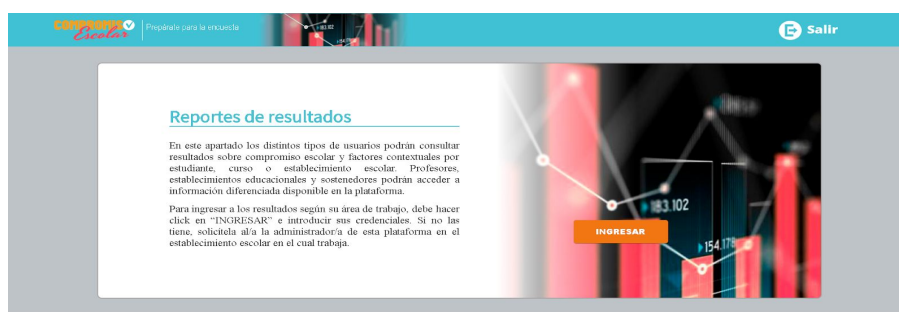 COMPROMISO
Escolar
Prepárate para la encuesta
Salir
Reportes de resultados
En este apartado los distintos tipos de usuarios podrán consultar
resultados sobre compromiso escolar y factores contextuales por
estudiante, curso o establecimiento escolar. Profesores,
establecimientos educacionales y sostenedores podrán acceder a
información diferenciada disponible en la plataforma.
Para ingresar a los resultados según su área de trabajo, debe hacer
click en “INGRESAR” e introducir sus credenciales. Si no las
tiene, solicítela al/a la administrador/a de esta plataforma en el
establecimiento escolar en el cual trabaja.
183.102
INGRESAR
154.178